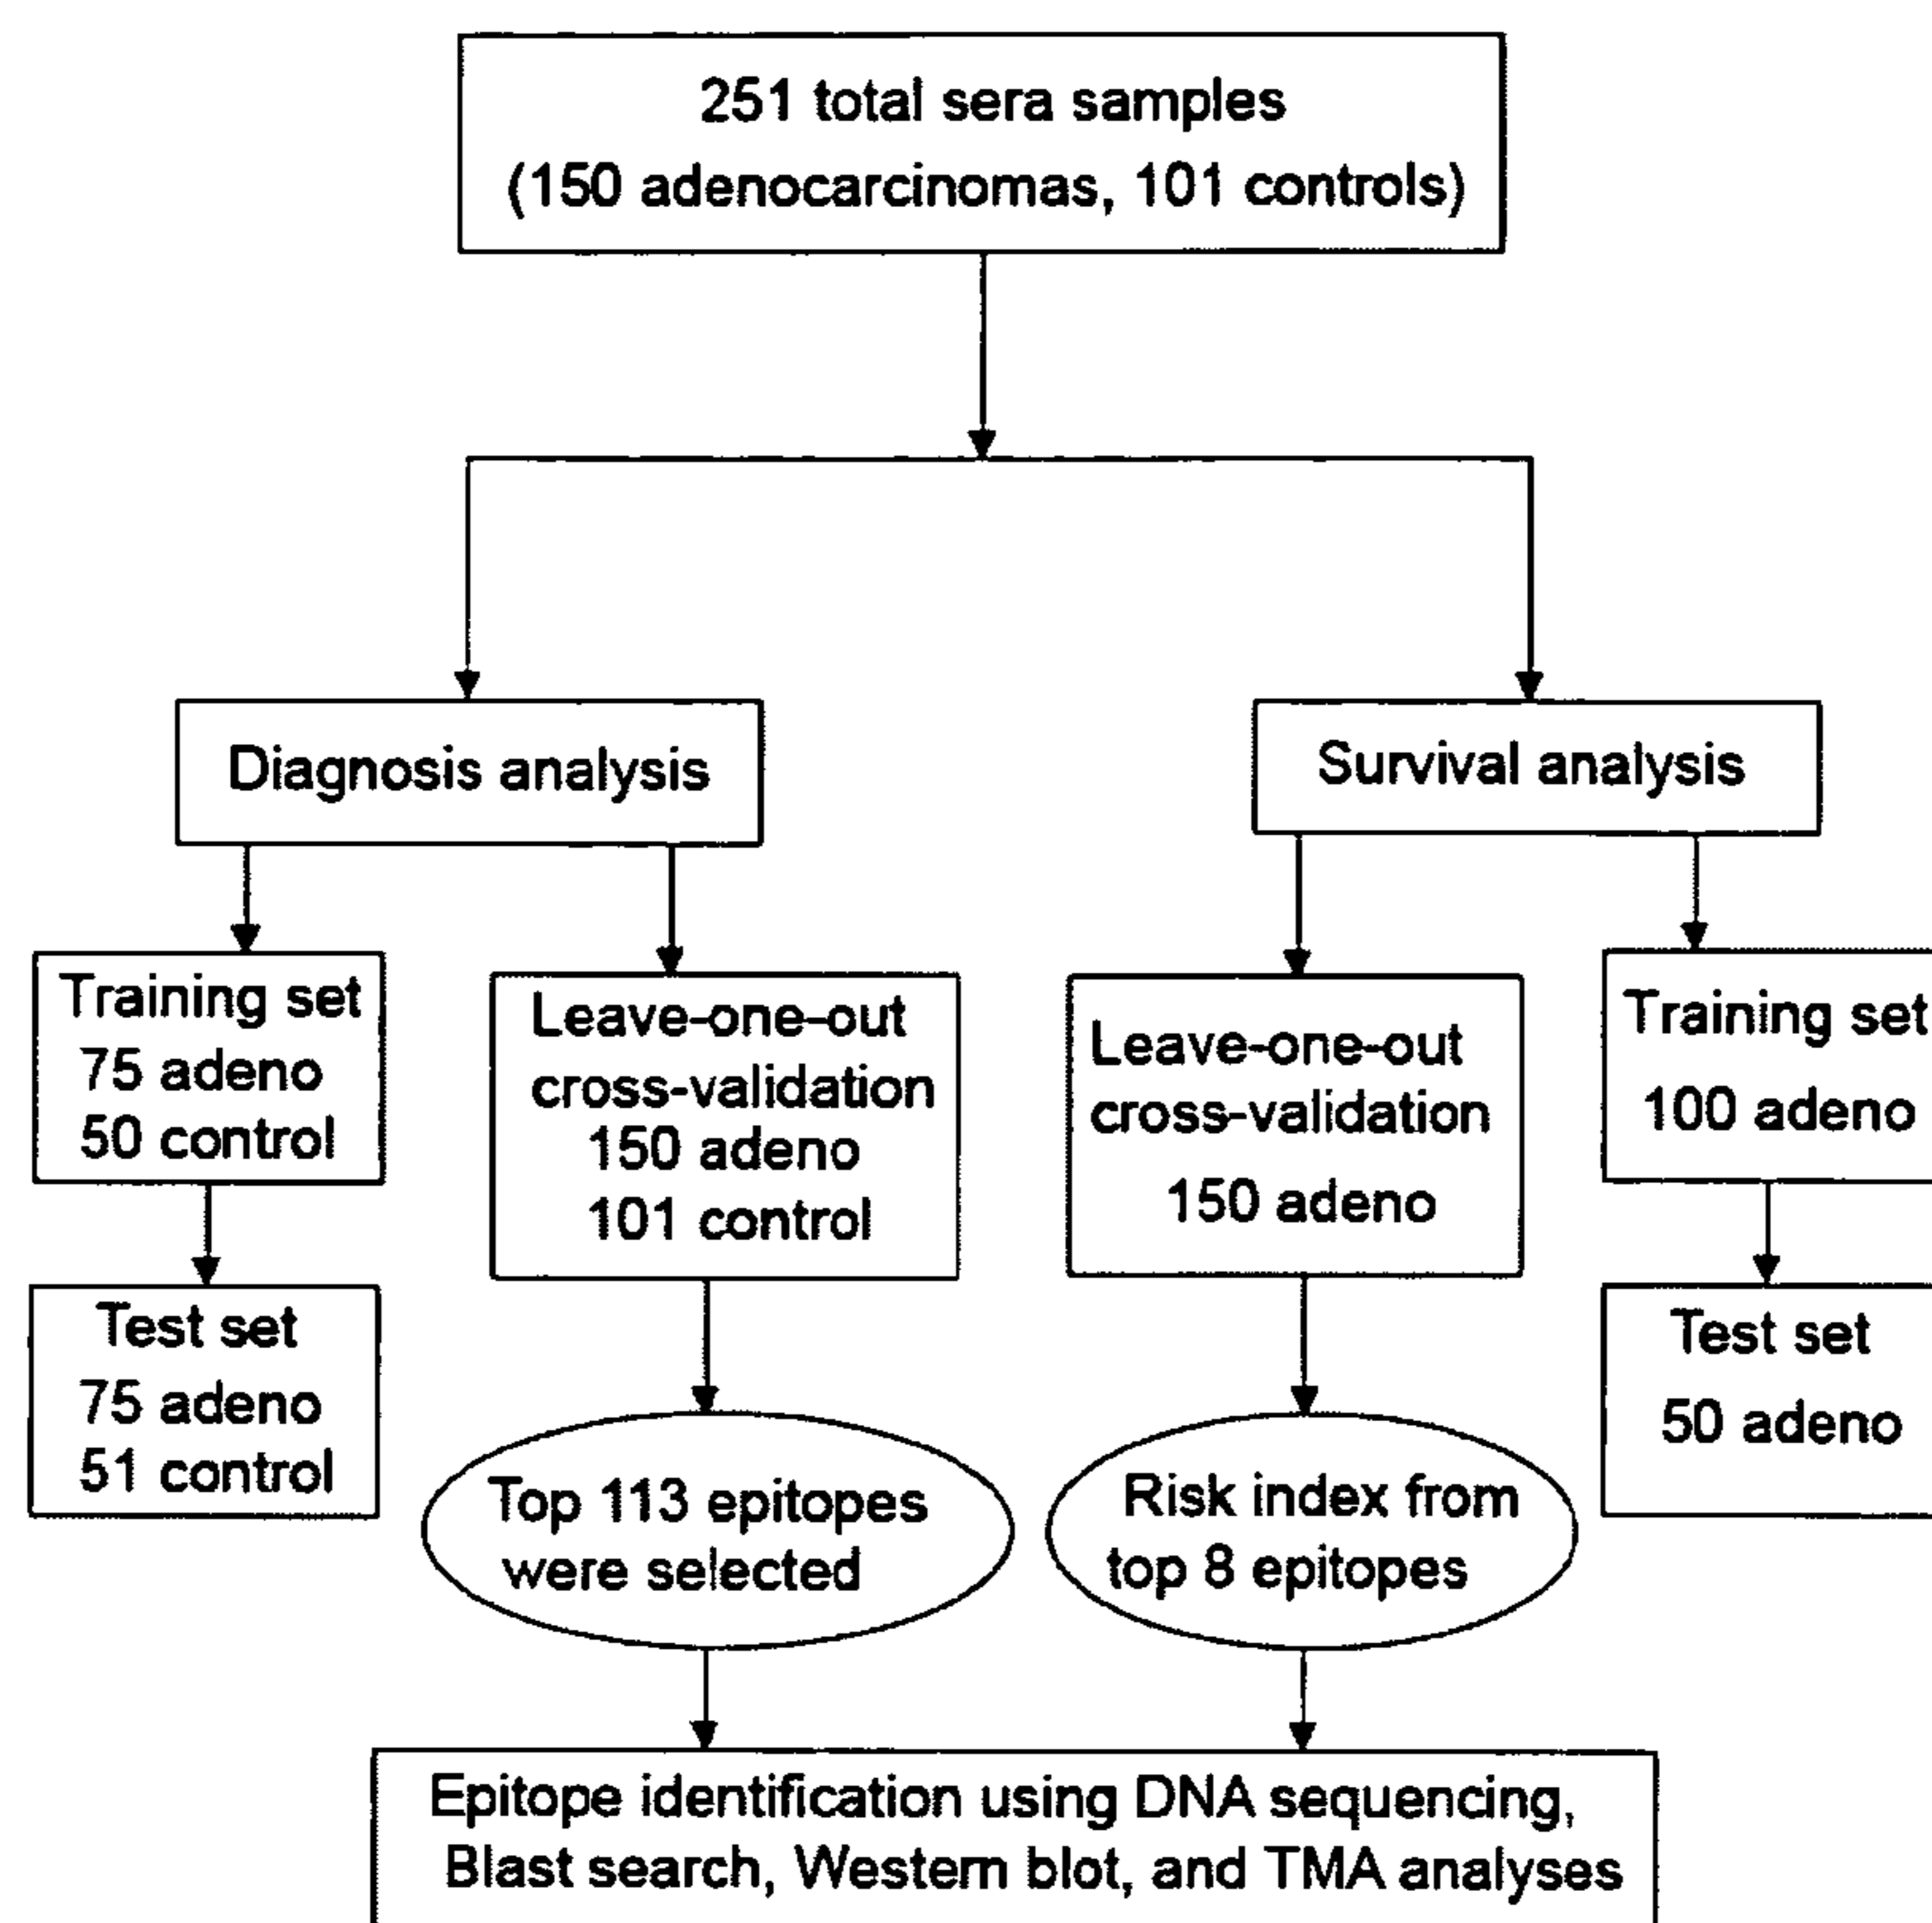 251 total sera samples
(150 adenocarcinomas, 101 controls)
Diagnosis analysis
Survival analysis
Training set
75 adeno
50 control
Leave-one-out
cross-validation
150 adeno
101 control
Leave-one-out
cross-validation
150 adeno
Training set
100 adeno
Test set
75 adeno
51 control
Top 113 epitopes
were selected
Risk index from
top 8 epitopes
Test set
50 adeno
Epitope identification using DNA sequencing,
Blast search, Western blot, and TMA analyses